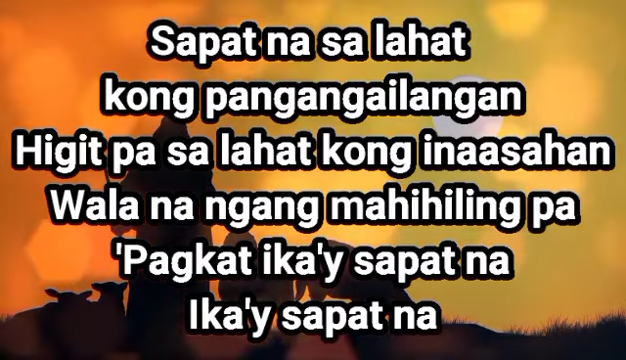 Sapat na sa lahat
kong pangangailangan
Higit pa sa lahat kong inaasahan
Wala na ngang mahihiling pa
'Pagkat ika'y sapat na
Ika'y sapat na